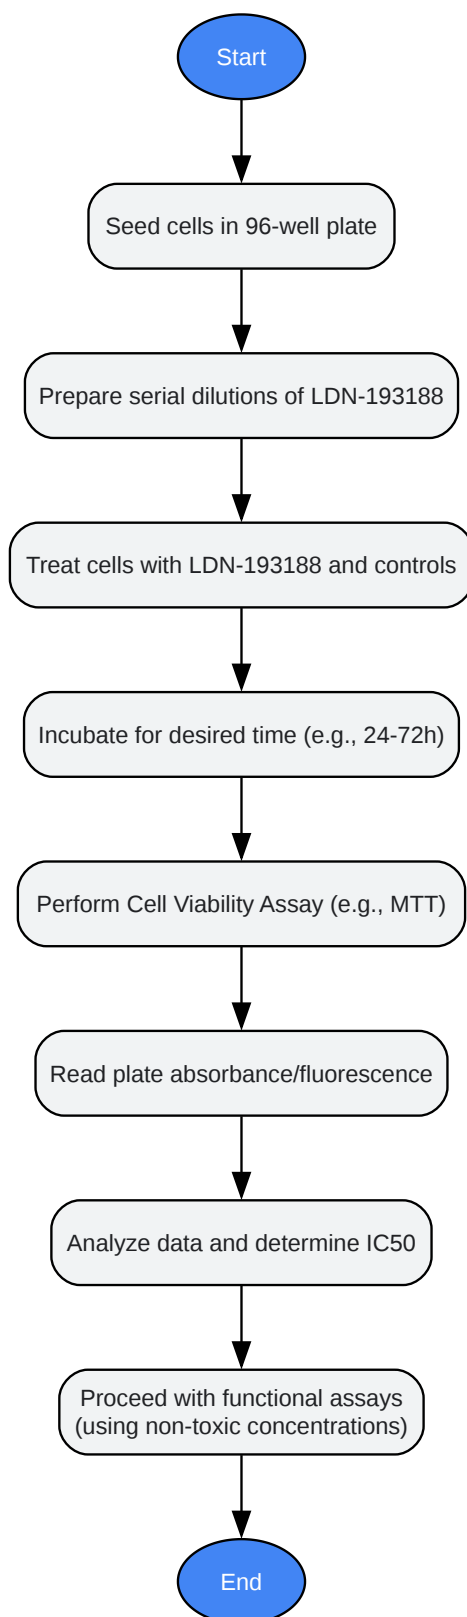 Start
Seed cells in 96-well plate
Prepare serial dilutions of LDN-193188
Treat cells with LDN-193188 and controls
Incubate for desired time (e.g., 24-72h)
Perform Cell Viability Assay (e.g., MTT)
Read plate absorbance/fluorescence
Analyze data and determine IC50
Proceed with functional assays
(using non-toxic concentrations)
End